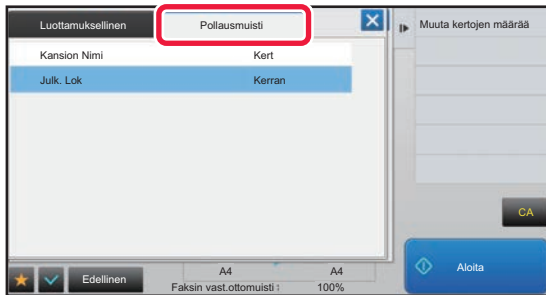 Luottamuksellinen
Pollausmuisti
Muuta kertojen määrää
Kansion Nimi
Kert
Julk. Lok
Kerran
CA
Aloita
Edellinen
A4
A4
Faksin vast.ottomuisti :
100%